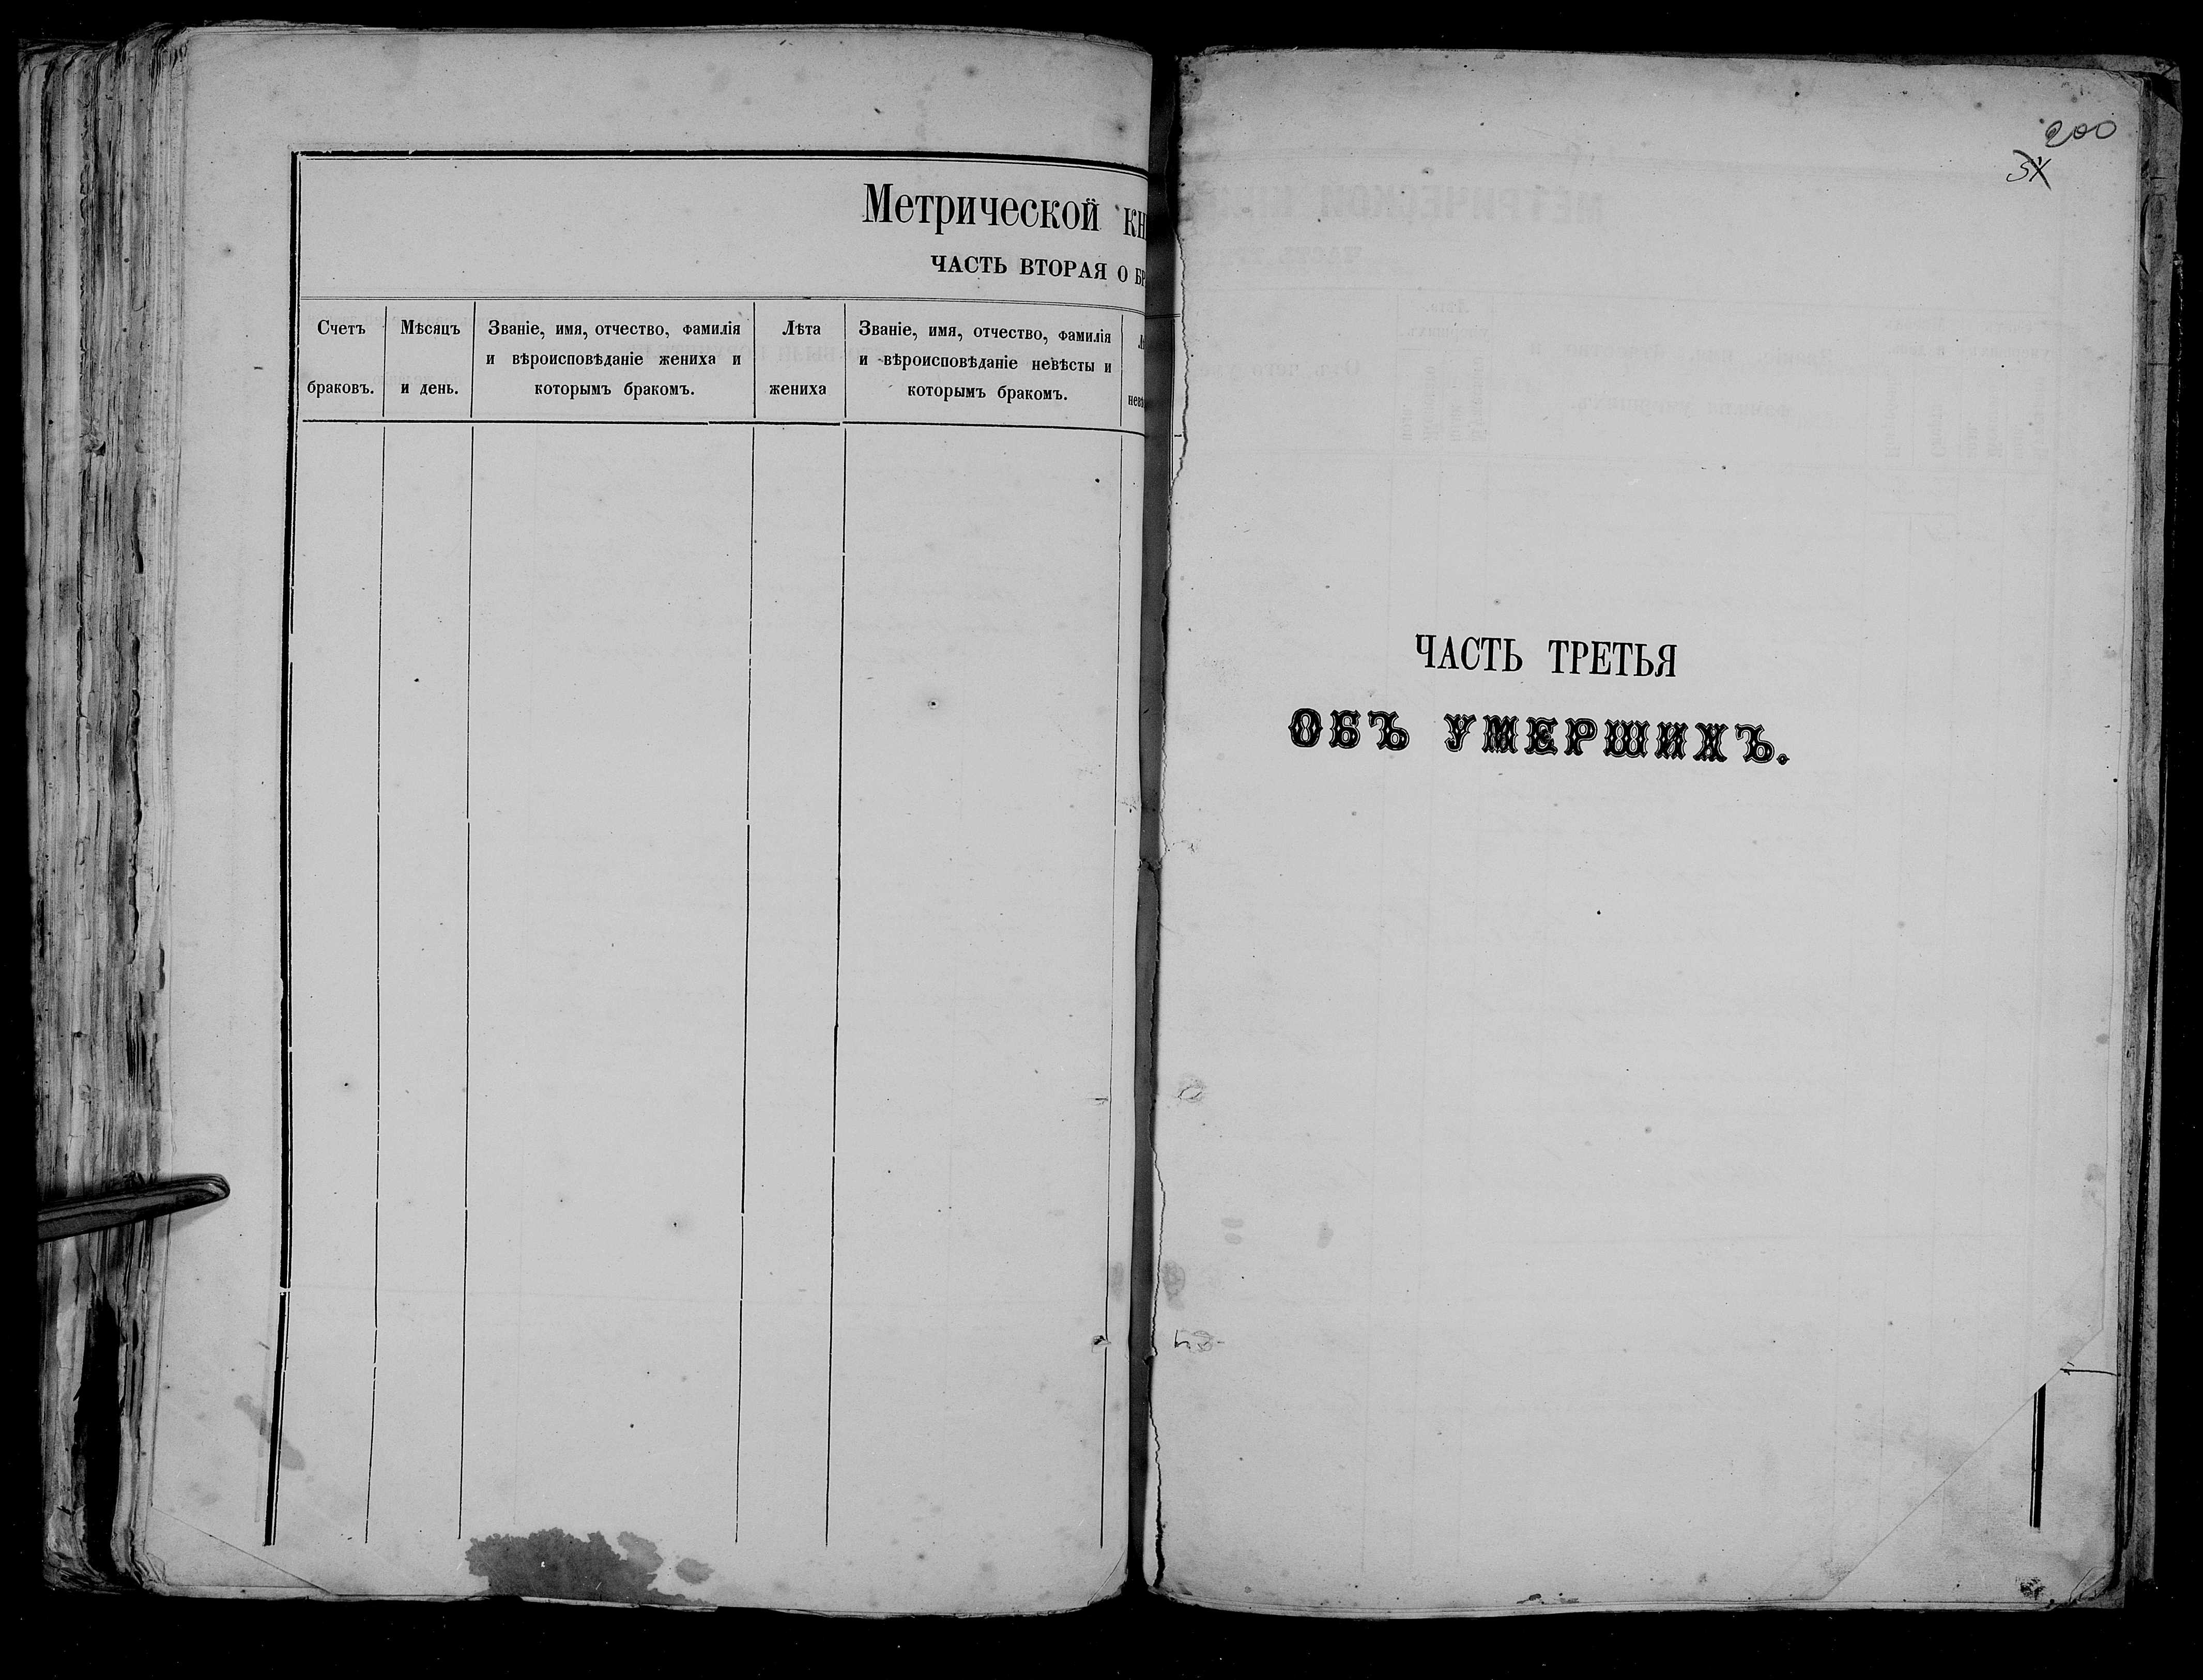 Метрической
ЧАСТЬ ВТОРАЯ О
Счетъ
браковъ.
Мѣсяцъ
и день.
Званіе, имя, отчество, фамилія
и вѣроисповѣданіе жениха и
которымъ бракомъ.
Лѣта
жениха
Званіе, имя, отчество, фамилія
и вѣроисповѣданіе невѣсты и
которымъ бракомъ.
200
ЧАСТЬ ТРЕТЬЯ
ОБЪ УМЕРШИХЪ.